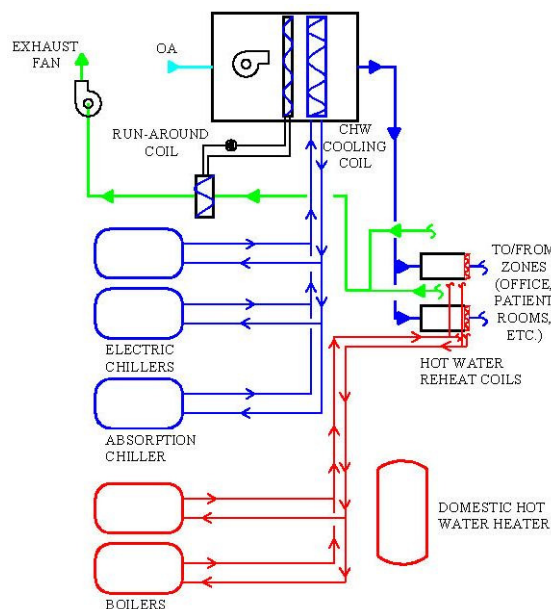 EXHAUST
FAN
OA
RUN-AROUND
COIL
CHW
COOLING
COIL
TO/FROM
ZONES
(OFFICE,
PATIENT
ROOMS,
ETC.)
ELECTRIC
CHILLERS
HOT WATER
REHEAT COILS
ABSORPTION
CHILLER
DOMESTIC HOT
WATER HEATER
BOILERS